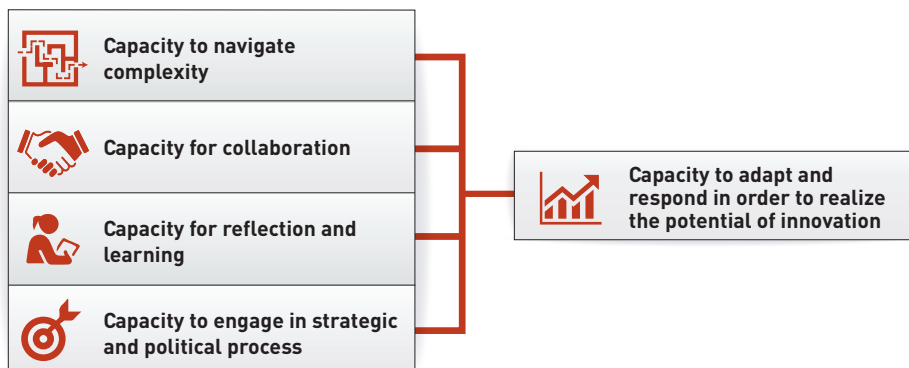 Capacity to navigate
complexity
Capacity for collaboration
Capacity for reflection and
learning
Capacity to engage in strategic
and political process
Capacity to adapt and
respond in order to realize
the potential of innovation